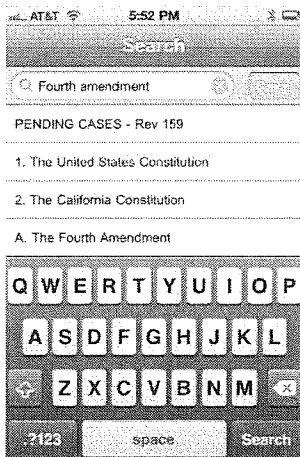 AT&T 5:52 PM
Search
Fourth amendment
PENDING CASES - Rev 159
1. The United States Constitution
2. The California Constitution
A. The Fourth Amendment
Q W E R T Y U I O P
A S D F G H J K L
Z X C V B N M
.?123 space Search